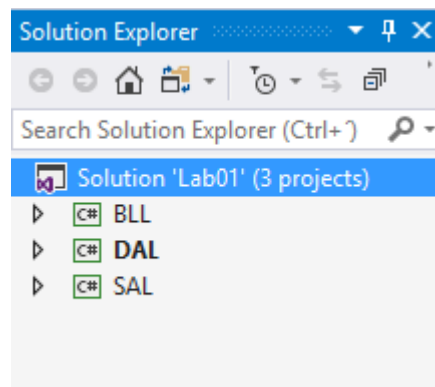 Solution Explorer
Search Solution Explorer (Ctrl+ ´)
Solution 'Lab01' (3 projects)
C# BLL
C# DAL
C# SAL